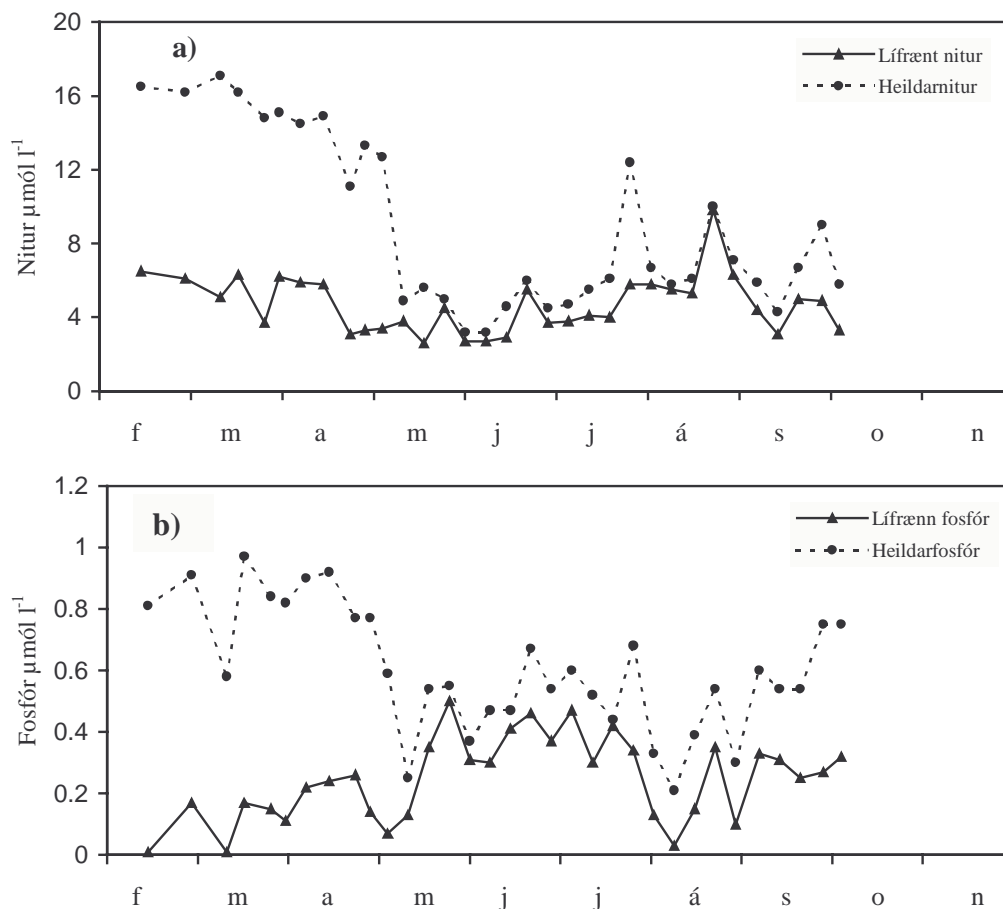 a)
Lífrænt nitur
Heildarnitur
Nitur µmól l-1
20
16
12
8
4
0
f m a m j j á s o n
b)
Lífrænn fosfór
Heildarfosfór
Fosfór µmól l-1
1.2
1
0.8
0.6
0.4
0.2
0
f m a m j j á s o n